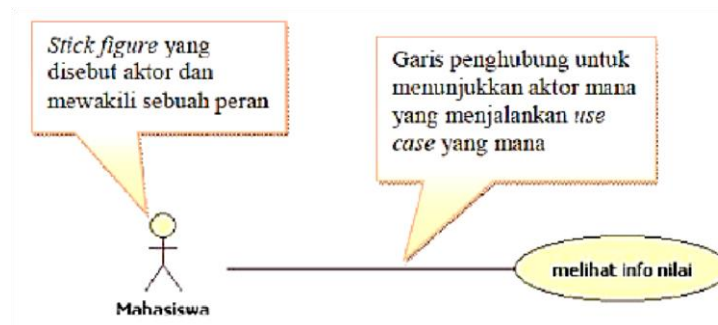 Stick figure yang
disebut aktor dan
mewakili sebuah peran
Garis penghubung untuk
menunjukkan aktor mana
yang menjalankan use
case yang mana
melihat info nilai
Mahasiswa